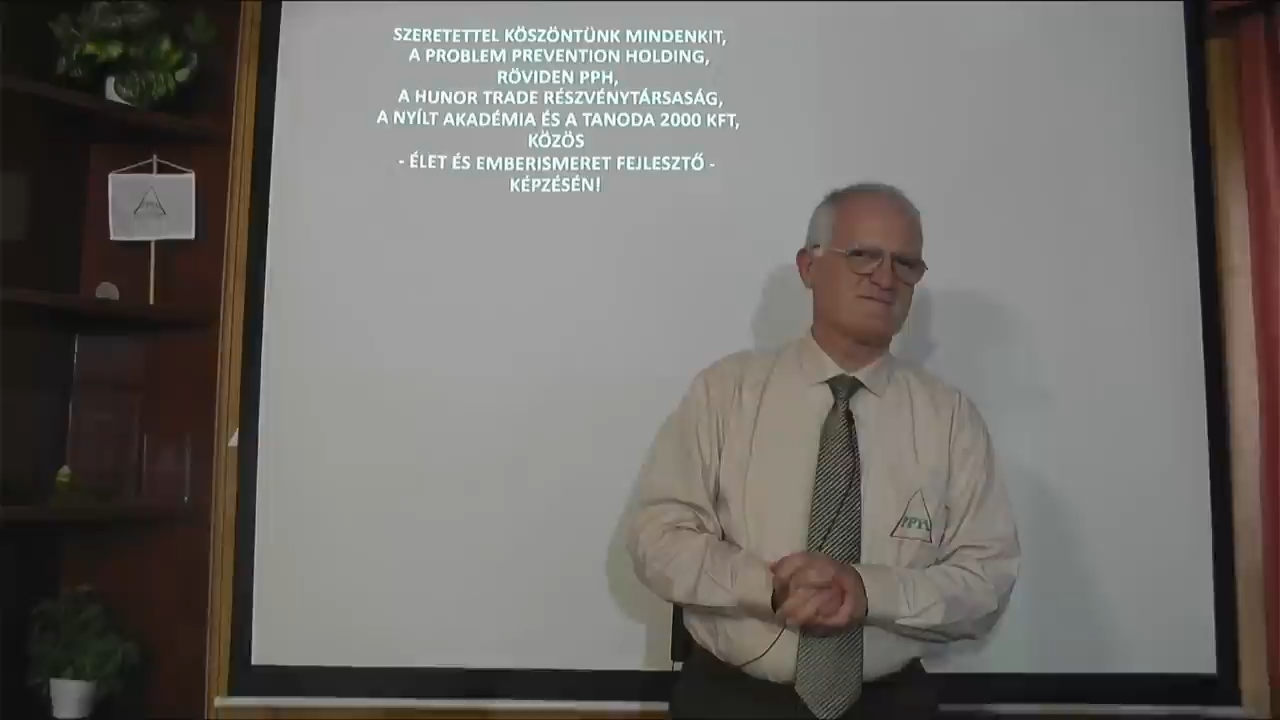 SZERETETTEL KÖSZÖNTÜNK MINDENKIT,
A PROBLEM PREVENTION HOLDING,
RÖVIDEN PPH,
A HUNOR TRADE RÉSZVÉNYTÁRSASÁG,
A NYÍLT AKADÉMIA ÉS A TANODA 2000 KFT,
KÖZÖS
- ÉLET ÉS EMBERISMERET FEJLESZTŐ -
KÉPZÉSÉN!
PPH
PPH